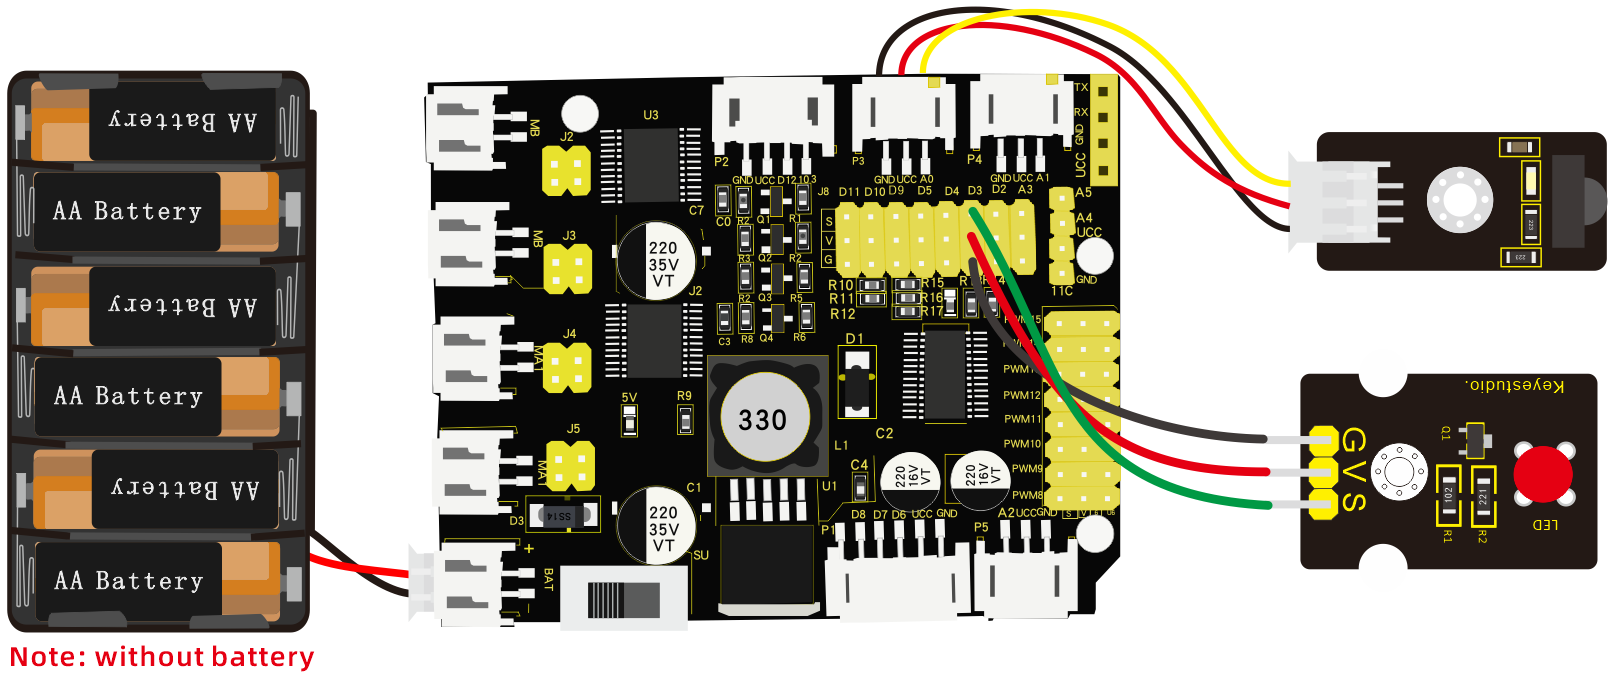 AA Battery
AA Battery
AA Battery
AA Battery
AA Battery
AA Battery
Note: without battery
MB
MB
MA1
MA1
BAT
+
J2
J3
J4
J5
U3
C7
220
35V
VT
J2
5V
R9
D3
SS14
C1
220
35V
VT
SU
P2
GND UCC D12 10 3
C0
R2
Q1
R1
R3
Q2
R2
R2
Q3
R5
C3
R8
Q4
R6
330
L1
U1
P3
GND UCC A0
P4
GND UCC A1
TX
RX
GND
UCC
J8
D11 D10 D9 D5 D4 D3 D2 A3
S
V
G
A5
A4
UCC
GND
11C
R10
R11
R12
R15
R16
R17
D1
C2
C4
220
16V
VT
220
16V
VT
PWM12
PWM11
PWM10
PWM9
PWM8
P1
D8 D7 D6 UCC GND
P5
A2 UCC GND
223
223
Keyestudio.
G
V
S
Q1
102
R1
221
R2
LED